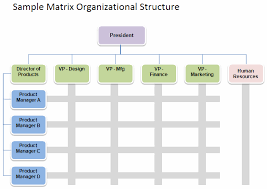 Sample Matrix Organizational Structure
President
Director of
Products
VP - Design
VP - Mfg
VP -
Finance
VP -
Marketing
Human
Resources
Product
Manager A
Product
Manager B
Product
Manager C
Product
Manager D